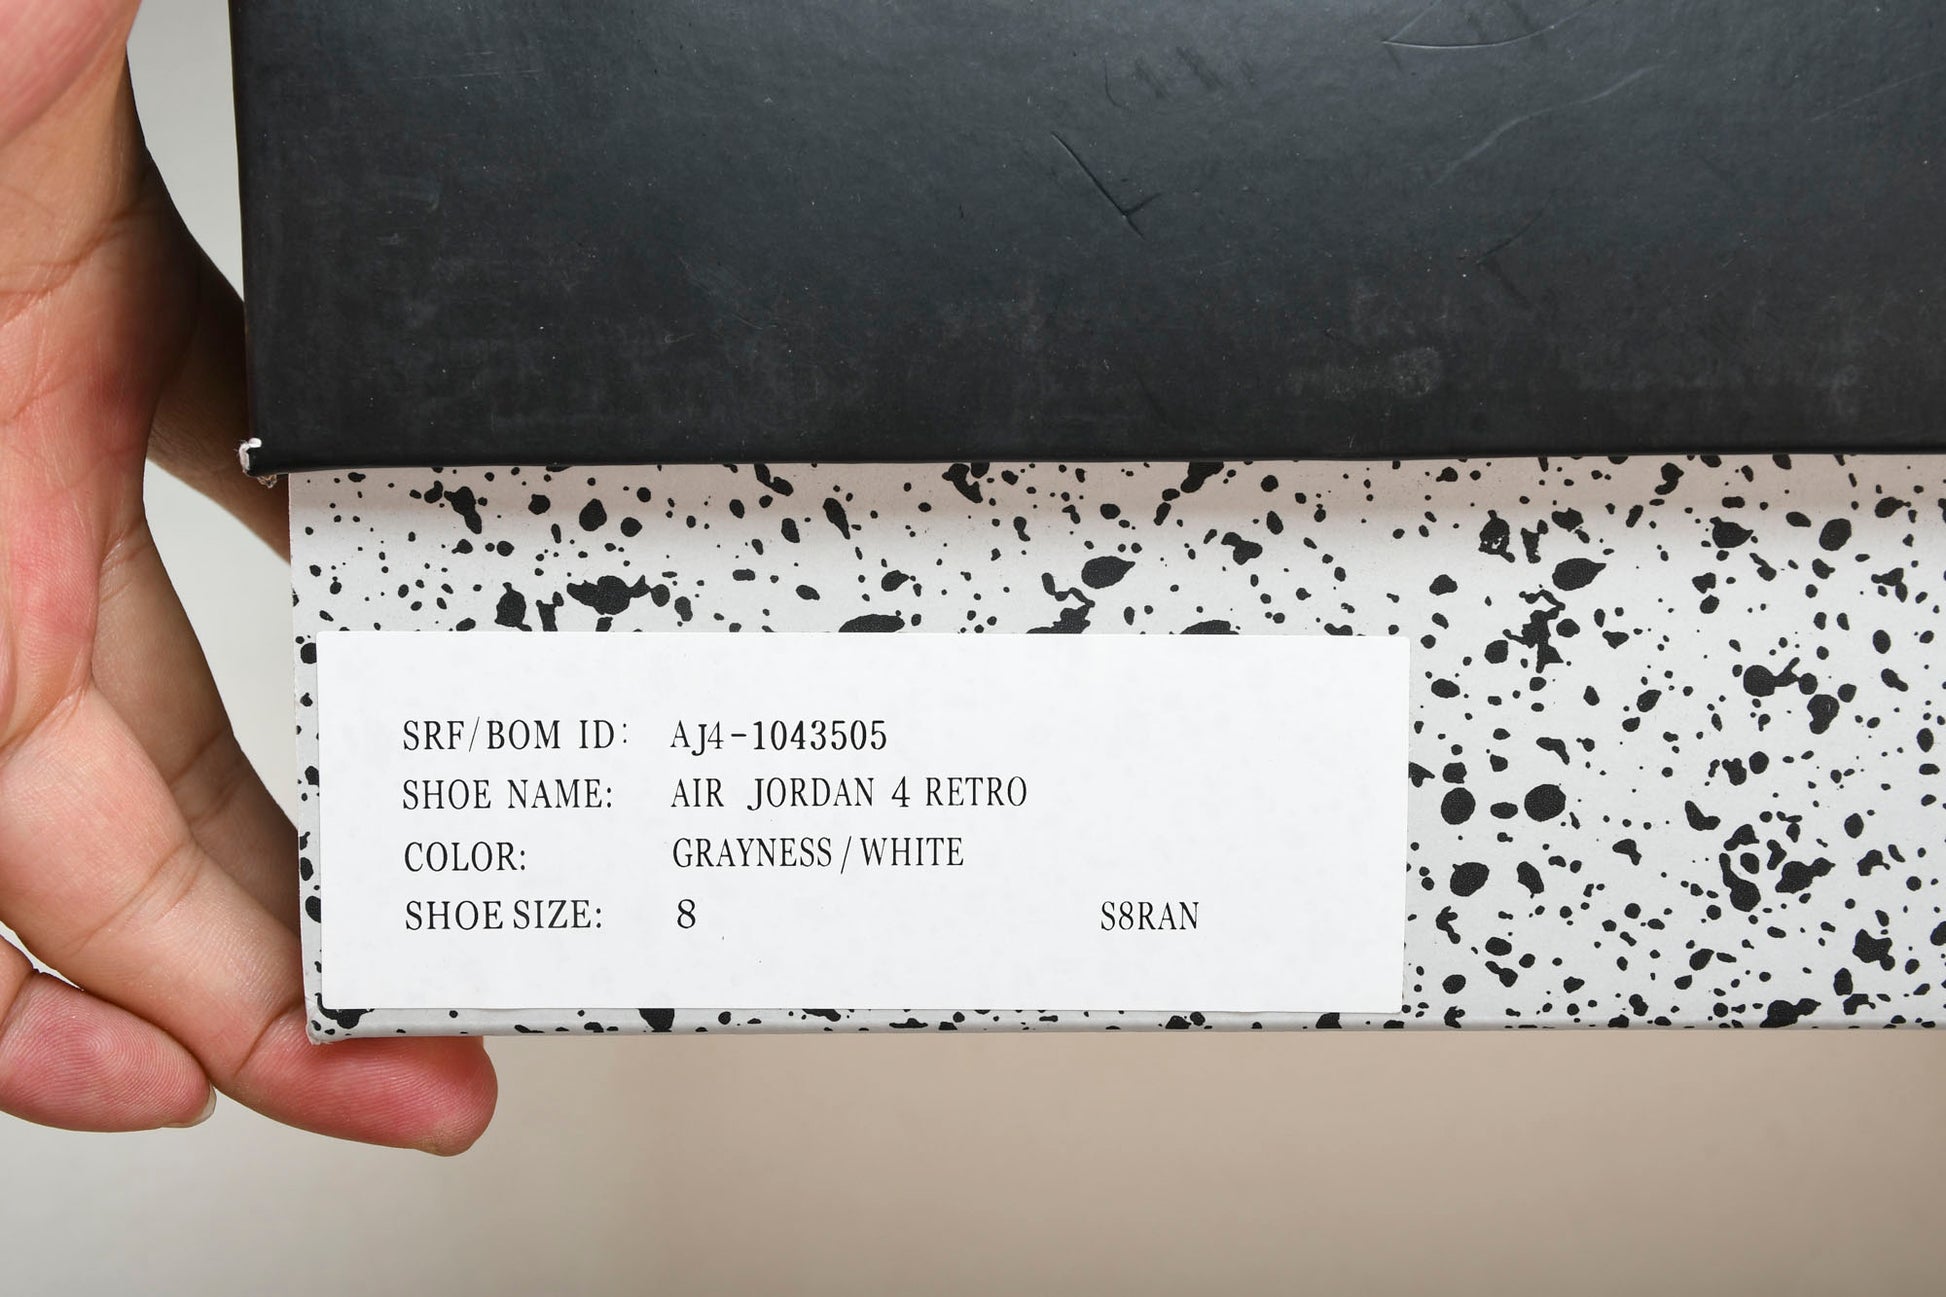 SRF/BOM ID: AJ4-1043505
SHOE NAME: AIR JORDAN 4 RETRO
COLOR: GRAYNESS/WHITE
SHOE SIZE: 8 S8RAN